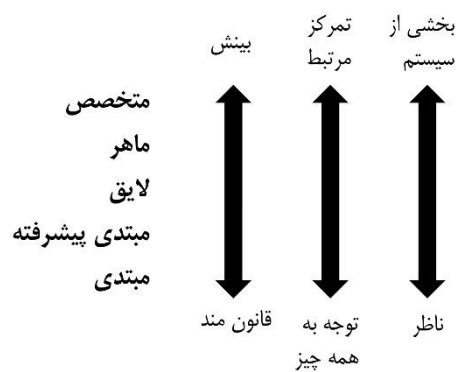 بخشی از
سیستم
تمرکز
مرتبط
بینش
متخصص
ماهر
لایق
مبتدی پیشرفته
مبتدی
ناظر
توجه به
همه چیز
قانون مند